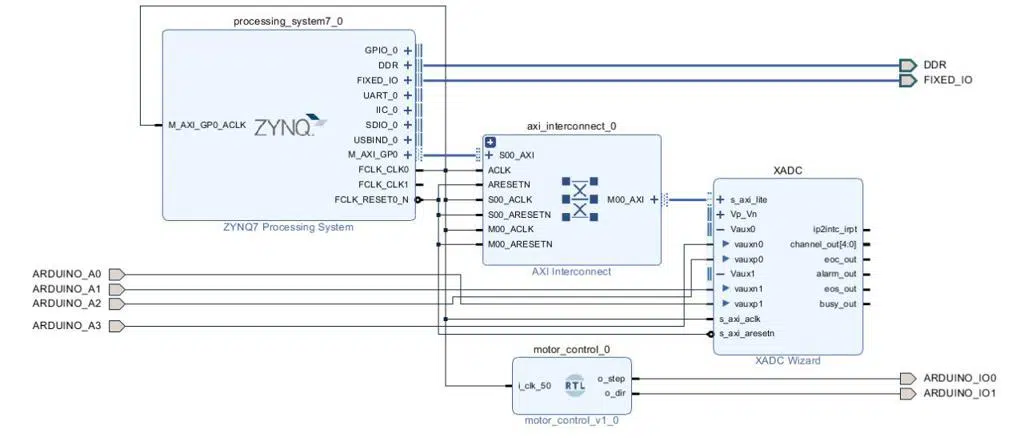 processing_system7_0
GPIO_0
DDR
FIXED_IO
UART_0
IIC_0
SDIO_0
USBIND_0
M_AXI_GP0
FCLK_CLK0
FCLK_CLK1
FCLK_RESET0_N
M_AXI_GP0_ACLK
ZYNQ
ZYNQ7 Processing System
DDR
FIXED_IO
axi_interconnect_0
S00_AXI
ACLK
ARESETN
S00_ACLK
S00_ARESETN
M00_ACLK
M00_ARESETN
M00_AXI
AXI Interconnect
XADC
s_axi_lite
Vp_Vn
Vaux0
vauxn0
vauxp0
Vaux1
vauxn1
vauxp1
s_axi_aclk
s_axi_aresetn
ip2intc_irpt
channel_out[4:0]
eoc_out
alarm_out
eos_out
busy_out
XADC Wizard
ARDUINO_A0
ARDUINO_A1
ARDUINO_A2
ARDUINO_A3
motor_control_0
i_clk_50
RTL
o_step
o_dir
motor_control_v1_0
ARDUINO_IO0
ARDUINO_IO1